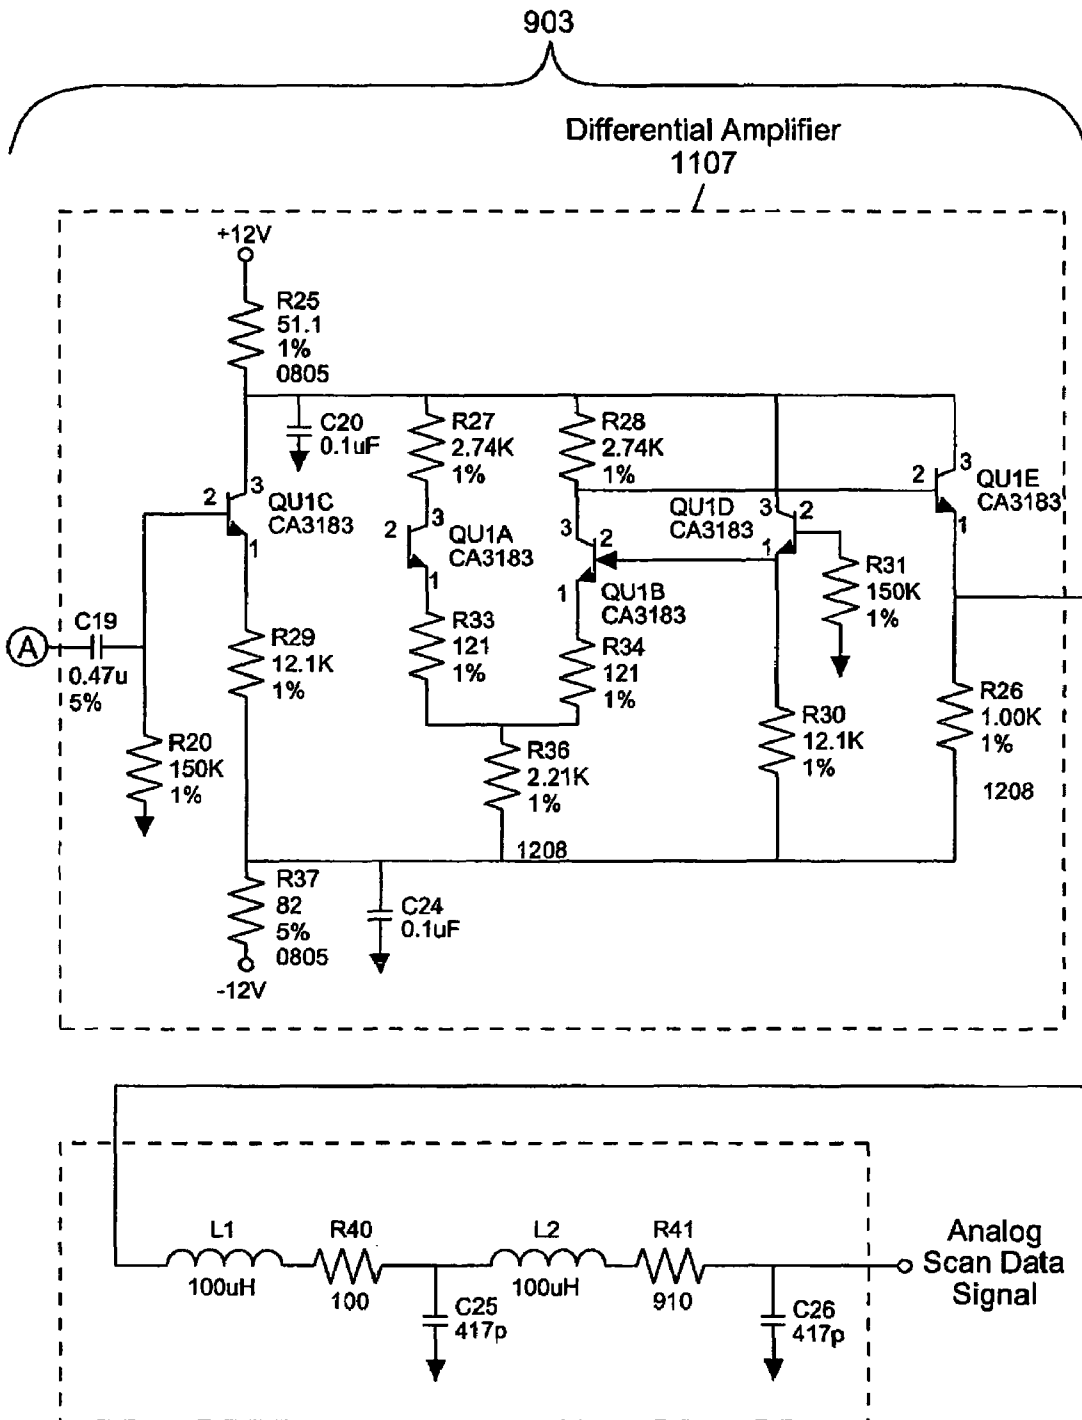 903
Differential Amplifier
1107
+12V
R25
51.1
1%
0805
C20
0.1uF
R27
2.74K
1%
R28
2.74K
1%
2
3
QU1C
CA3183
1
2
3
QU1A
CA3183
1
3
2
1
QU1B
CA3183
QU1D
CA3183
3
2
1
2
3
QU1E
CA3183
1
R31
150K
1%
A
C19
0.47u
5%
R29
12.1K
1%
R33
121
1%
R34
121
1%
R20
150K
1%
R36
2.21K
1%
1208
R30
12.1K
1%
R26
1.00K
1%
1208
R37
82
5%
0805
C24
0.1uF
-12V
L1
100uH
R40
100
L2
100uH
R41
910
C25
417p
C26
417p
Analog
Scan Data
Signal